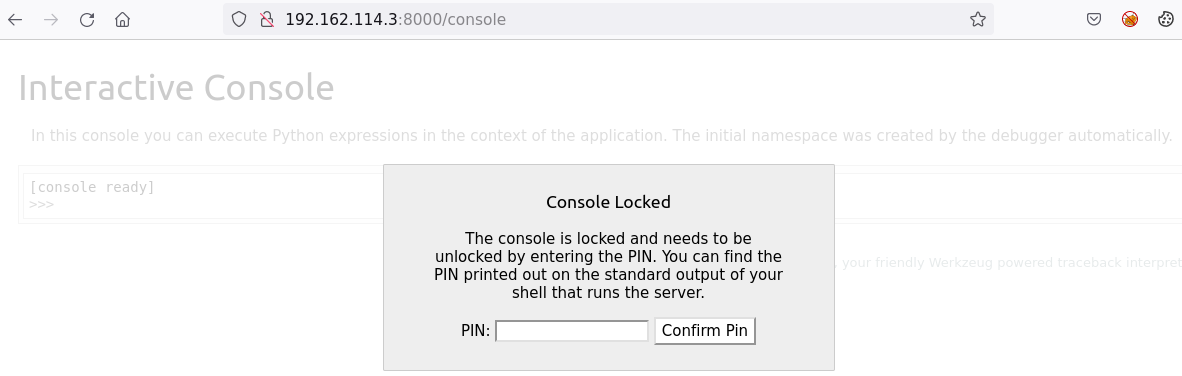 192.162.114.3:8000/console
Interactive Console
In this console you can execute Python expressions in the context of the application. The initial namespace was created by the debugger automatically.
[console ready]
>>>
Console Locked
The console is locked and needs to be
unlocked by entering the PIN. You can find the
PIN printed out on the standard output of your
shell that runs the server.
PIN: Confirm Pin
, your friendly Werkzeug powered traceback interpret